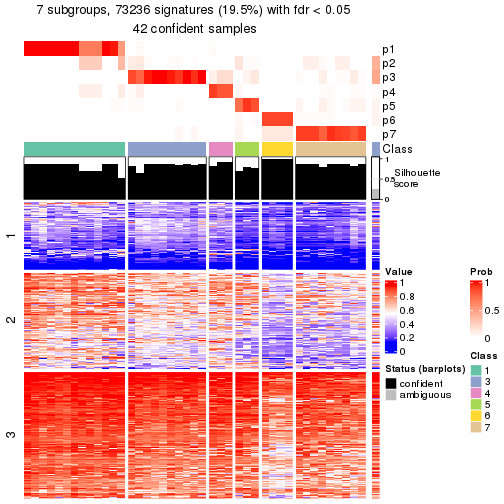 7 subgroups, 73236 signatures (19.5%) with fdr < 0.05
42 confident samples
p1
p2
p3
p4
p5
p6
p7
Class
1
0.5
0
Silhouette
score
1
2
3
Value
1
0.8
0.6
0.4
0.2
0
Status (barplots)
confident
ambiguous
Prob
1
0.5
0
Class
1
3
4
5
6
7